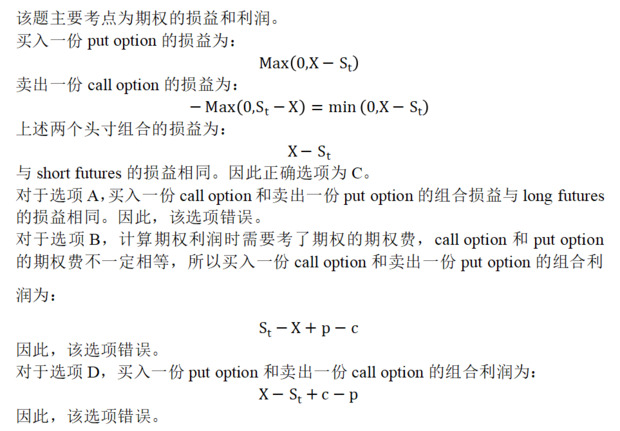 该题主要考点为期权的损益和利润。
买入一份 put option 的损益为：
Max(0,X − Sₜ)
卖出一份 call option 的损益为：
− Max(0,Sₜ − X) = min (0,X − Sₜ)
上述两个头寸组合的损益为：
X − Sₜ
与 short futures 的损益相同。因此正确选项为 C。
对于选项 A，买入一份 call option 和卖出一份 put option 的组合损益与 long futures
的损益相同。因此，该选项错误。
对于选项 B，计算期权利润时需要考了期权的期权费，call option 和 put option
的期权费不一定相等，所以买入一份 call option 和卖出一份 put option 的组合利
润为：
Sₜ − X + p − c
因此，该选项错误。
对于选项 D，买入一份 put option 和卖出一份 call option 的组合利润为：
X − Sₜ + c − p
因此，该选项错误。